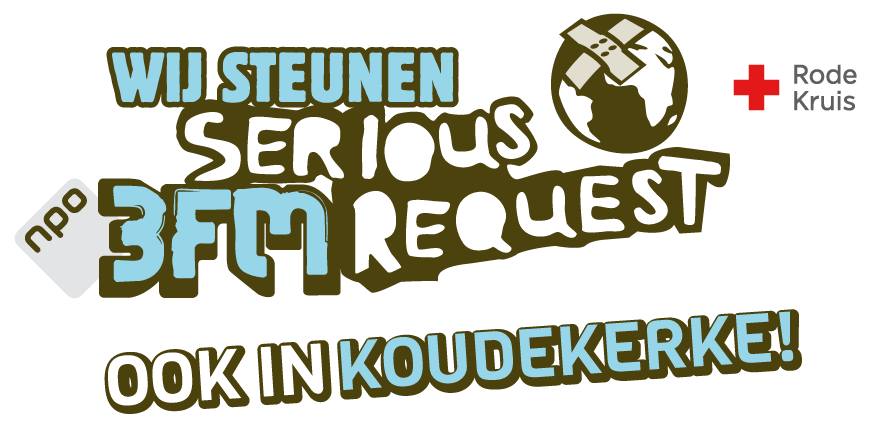 WIJ STEUNEN
SERIOUS
REQUEST
npo
3FM
Rode
Kruis
OOK IN KOUDEKERKE!